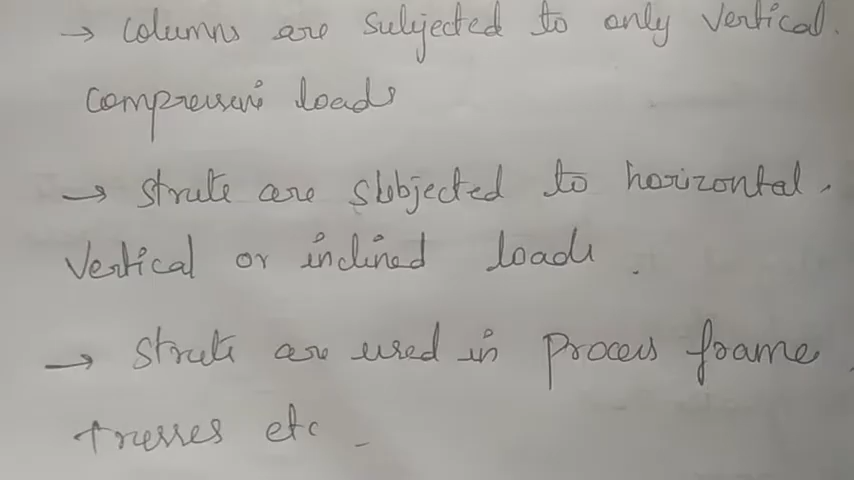 → columns are subjected to only vertical.
compressive loads
→ struts are subjected to horizontal,
vertical or inclined loads.
→ struts are used in process frame,
trusses etc.